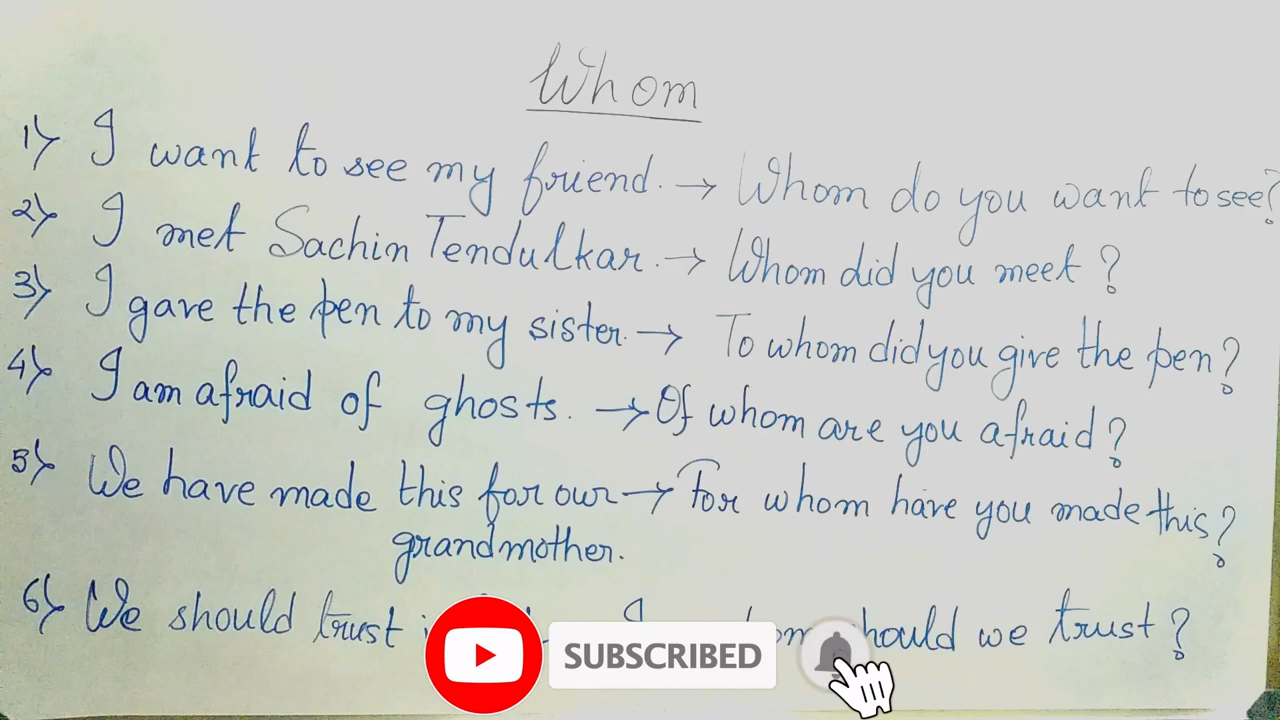 Whom
1) I want to see my friend. → Whom do you want to see?
2) I met Sachin Tendulkar. → Whom did you meet?
3) I gave the pen to my sister. → To whom did you give the pen?
4) I am afraid of ghosts. → Of whom are you afraid?
5) We have made this for our → For whom have you made this?
grandmother.
6) We should trust should we trust?
SUBSCRIBED